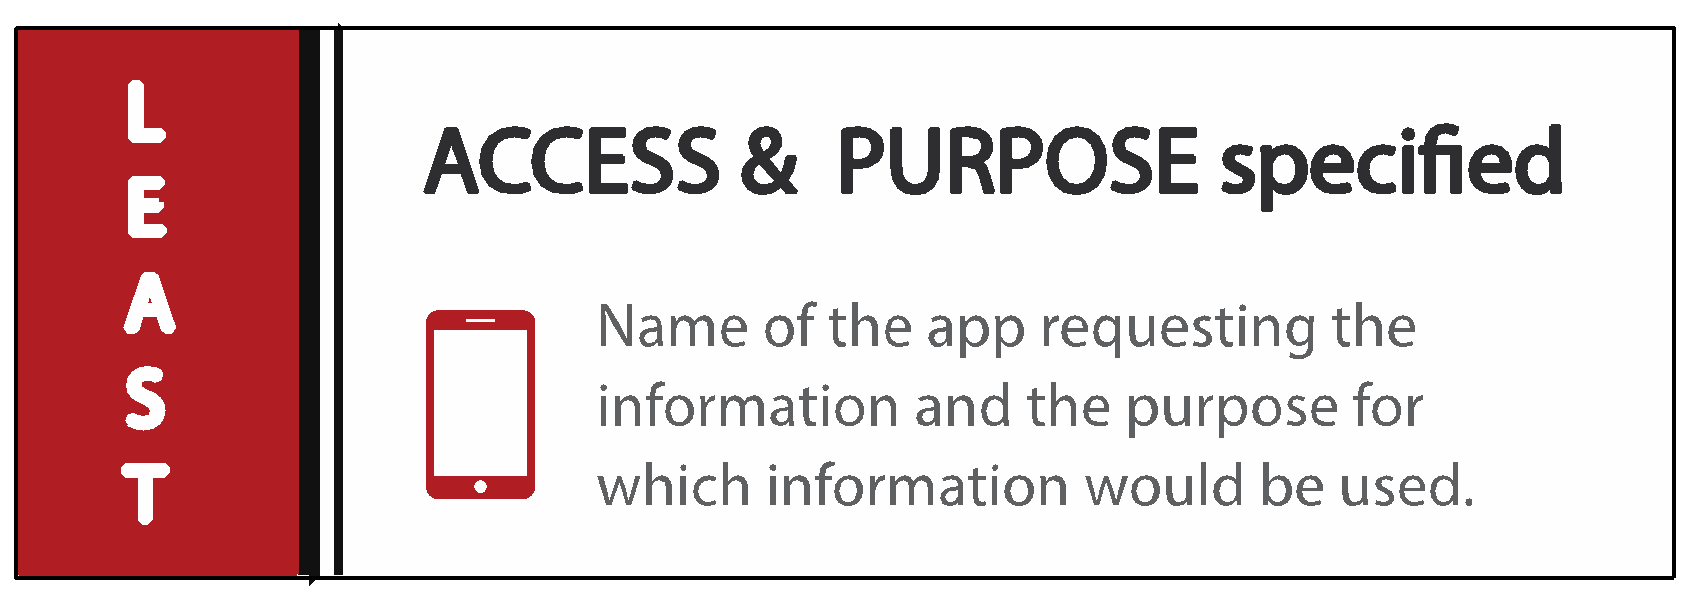 LEAST
ACCESS & PURPOSE specified
Name of the app requesting the
information and the purpose for
which information would be used.